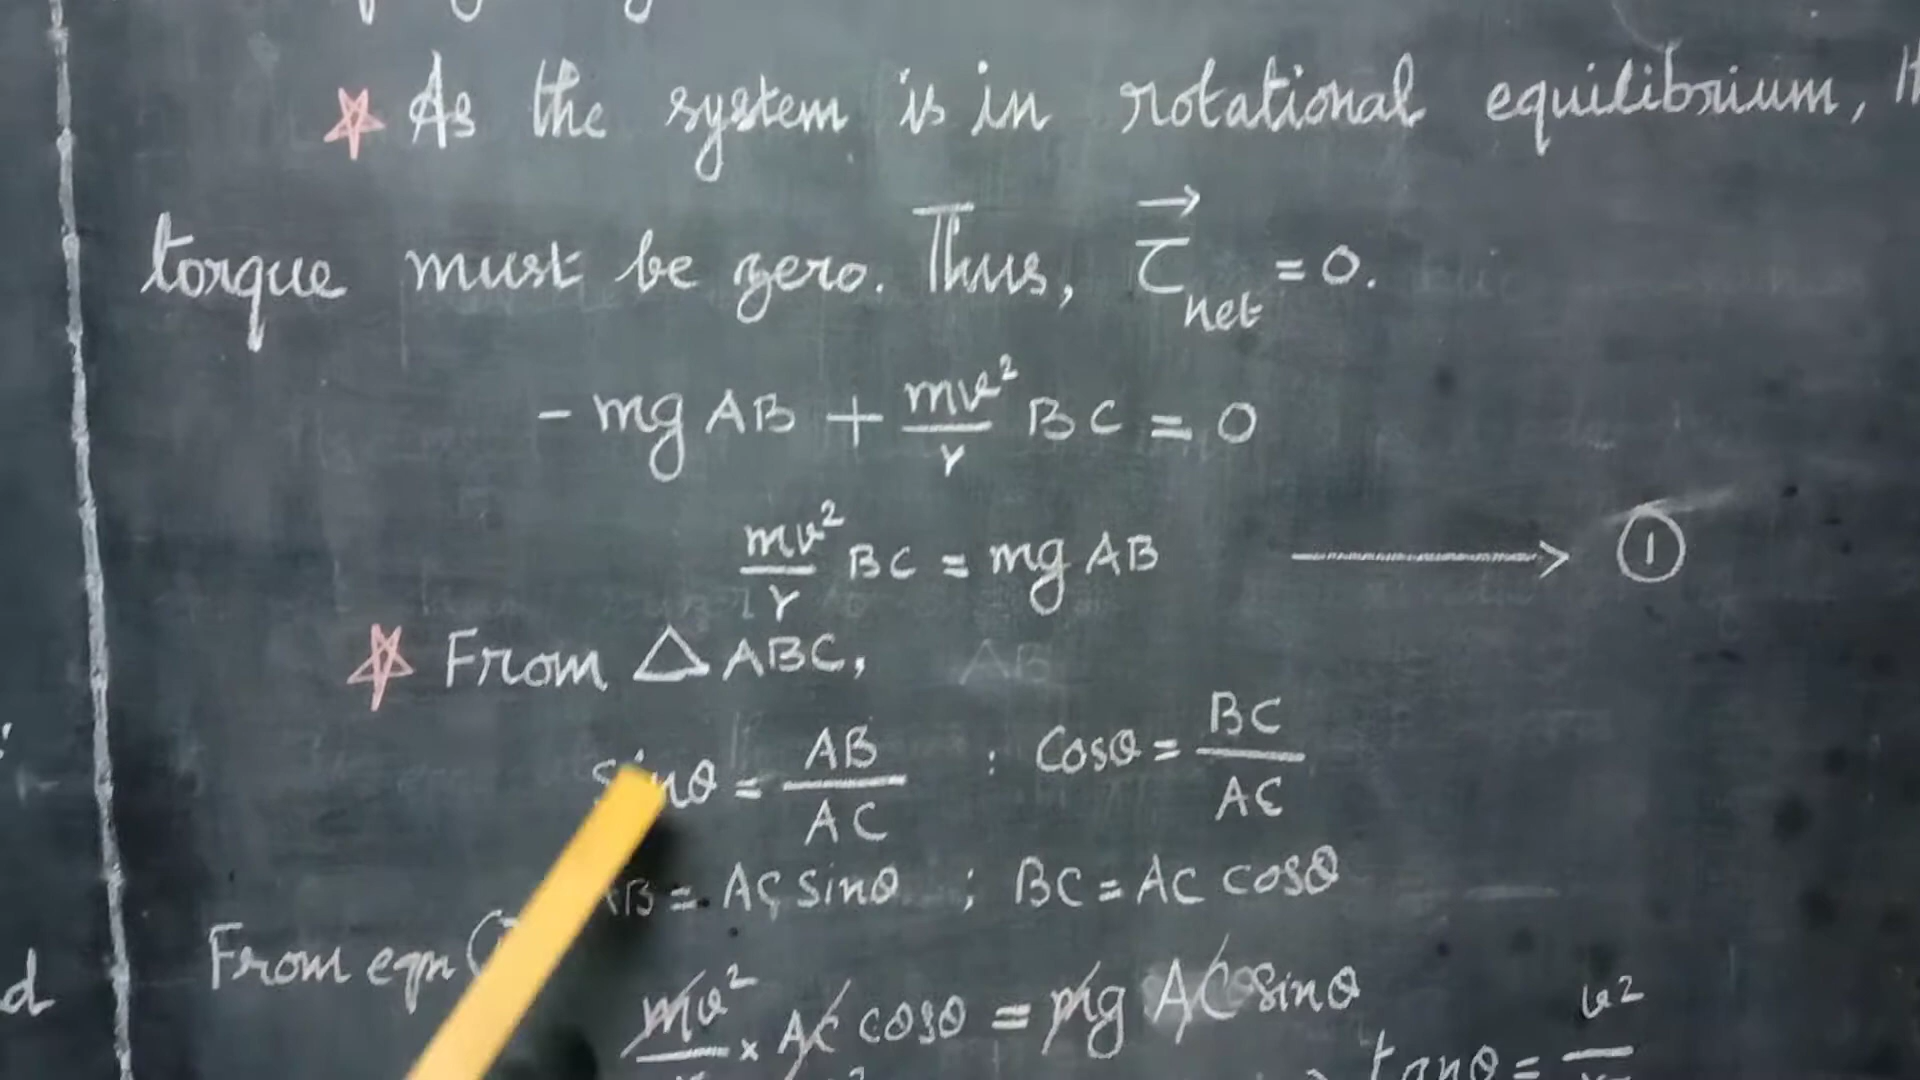 ☆ As the system is in rotational equilibrium,
torque must be zero. Thus, τ⃗net = 0.
- mg AB + mv²/r BC = 0
mv²/r BC = mg AB ⟶ ①
☆ From △ABC,
sinθ = AB/AC ; Cosθ = BC/AC
AB = AC sinθ ; BC = AC cosθ
From eqn
mv² × AC cosθ = mg AC sinθ
tanθ = v²
d